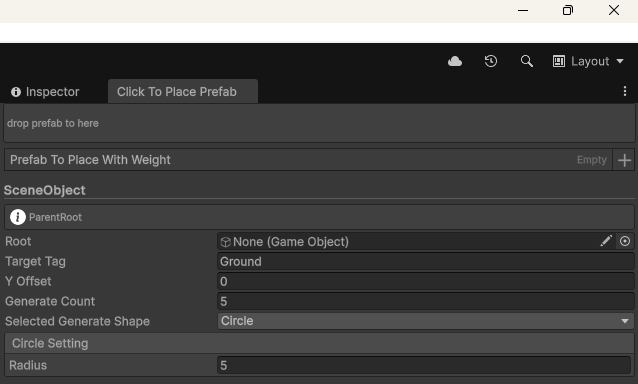 Layout
Inspector
Click To Place Prefab
drop prefab to here
Prefab To Place With Weight Empty
SceneObject
ParentRoot
Root None (Game Object)
Target Tag Ground
Y Offset 0
Generate Count 5
Selected Generate Shape Circle
Circle Setting
Radius 5